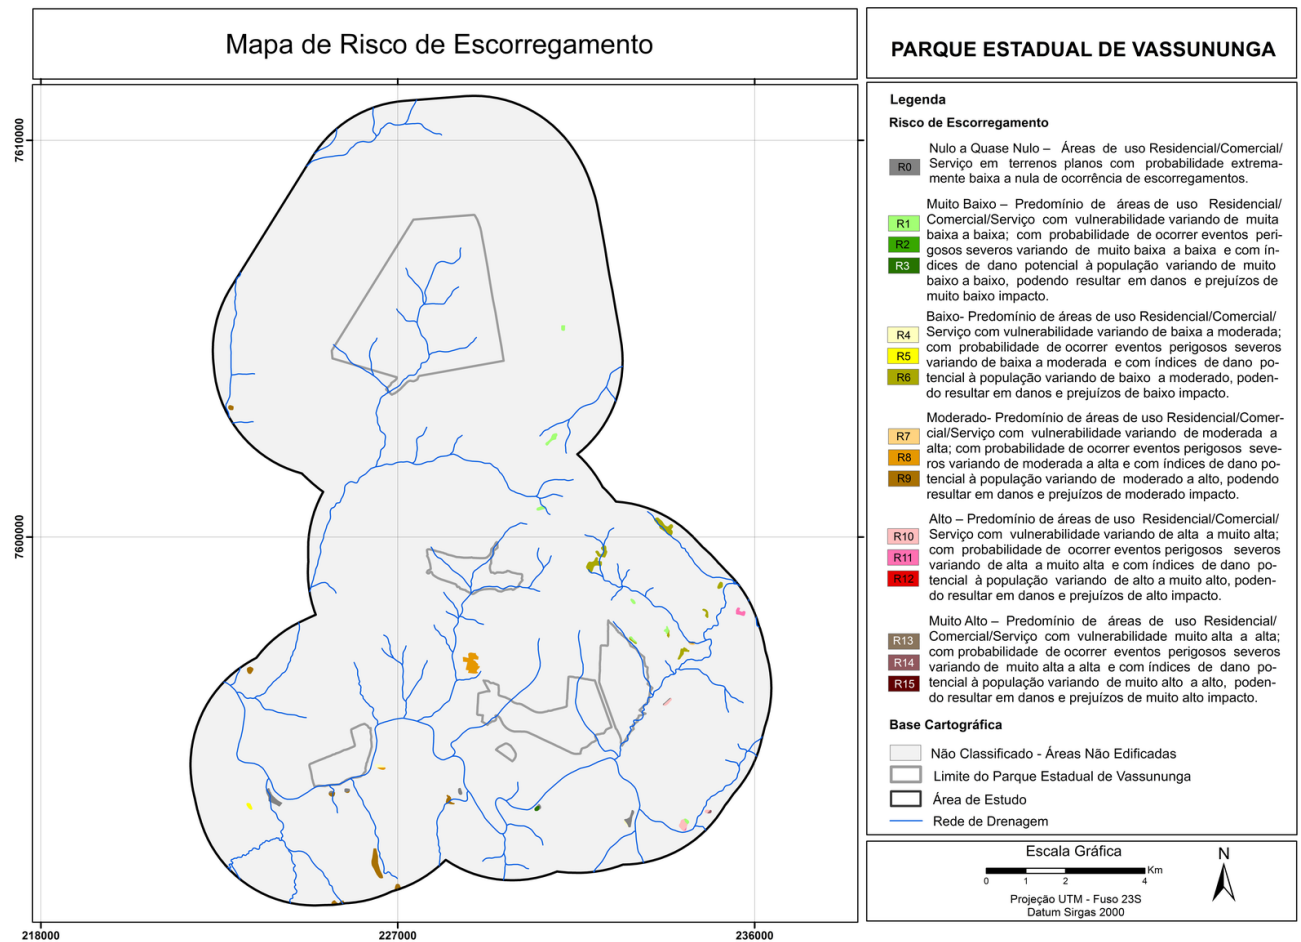 Mapa de Risco de Escorregamento
PARQUE ESTADUAL DE VASSUNUNGA
7610000
7600000
218000
227000
236000
Legenda
Risco de Escorregamento
R0
Nulo a Quase Nulo – Áreas de uso Residencial/Comercial/
Serviço em terrenos planos com probabilidade extrema-
mente baixa a nula de ocorrência de escorregamentos.
R1
R2
R3
Muito Baixo – Predomínio de áreas de uso Residencial/
Comercial/Serviço com vulnerabilidade variando de muita
baixa a baixa; com probabilidade de ocorrer eventos peri-
gosos severos variando de muito baixa a baixa e com ín-
dices de dano potencial à população variando de muito
baixo a baixo, podendo resultar em danos e prejuízos de
muito baixo impacto.
R4
R5
R6
Baixo- Predomínio de áreas de uso Residencial/Comercial/
Serviço com vulnerabilidade variando de baixa a moderada;
com probabilidade de ocorrer eventos perigosos severos
variando de baixa a moderada e com índices de dano po-
tencial à população variando de baixo a moderado, poden-
do resultar em danos e prejuízos de baixo impacto.
R7
R8
R9
Moderado- Predomínio de áreas de uso Residencial/Comer-
cial/Serviço com vulnerabilidade variando de moderada a
alta; com probabilidade de ocorrer eventos perigosos seve-
ros variando de moderada a alta e com índices de dano po-
tencial à população variando de moderado a alto, podendo
resultar em danos e prejuízos de moderado impacto.
R10
R11
R12
Alto – Predomínio de áreas de uso Residencial/Comercial/
Serviço com vulnerabilidade variando de alta a muito alta;
com probabilidade de ocorrer eventos perigosos severos
variando de alta a muito alta e com índices de dano po-
tencial à população variando de alto a muito alto, poden-
do resultar em danos e prejuízos de alto impacto.
R13
R14
R15
Muito Alto – Predomínio de áreas de uso Residencial/
Comercial/Serviço com vulnerabilidade muito alta a alta;
com probabilidade de ocorrer eventos perigosos severos
variando de muito alta a alta e com índices de dano po-
tencial à população variando de muito alto a alto, poden-
do resultar em danos e prejuízos de muito alto impacto.
Base Cartográfica
Não Classificado - Áreas Não Edificadas
Limite do Parque Estadual de Vassununga
Área de Estudo
Rede de Drenagem
Escala Gráfica
Km
0 1 2 4
N
Projeção UTM - Fuso 23S
Datum Sirgas 2000